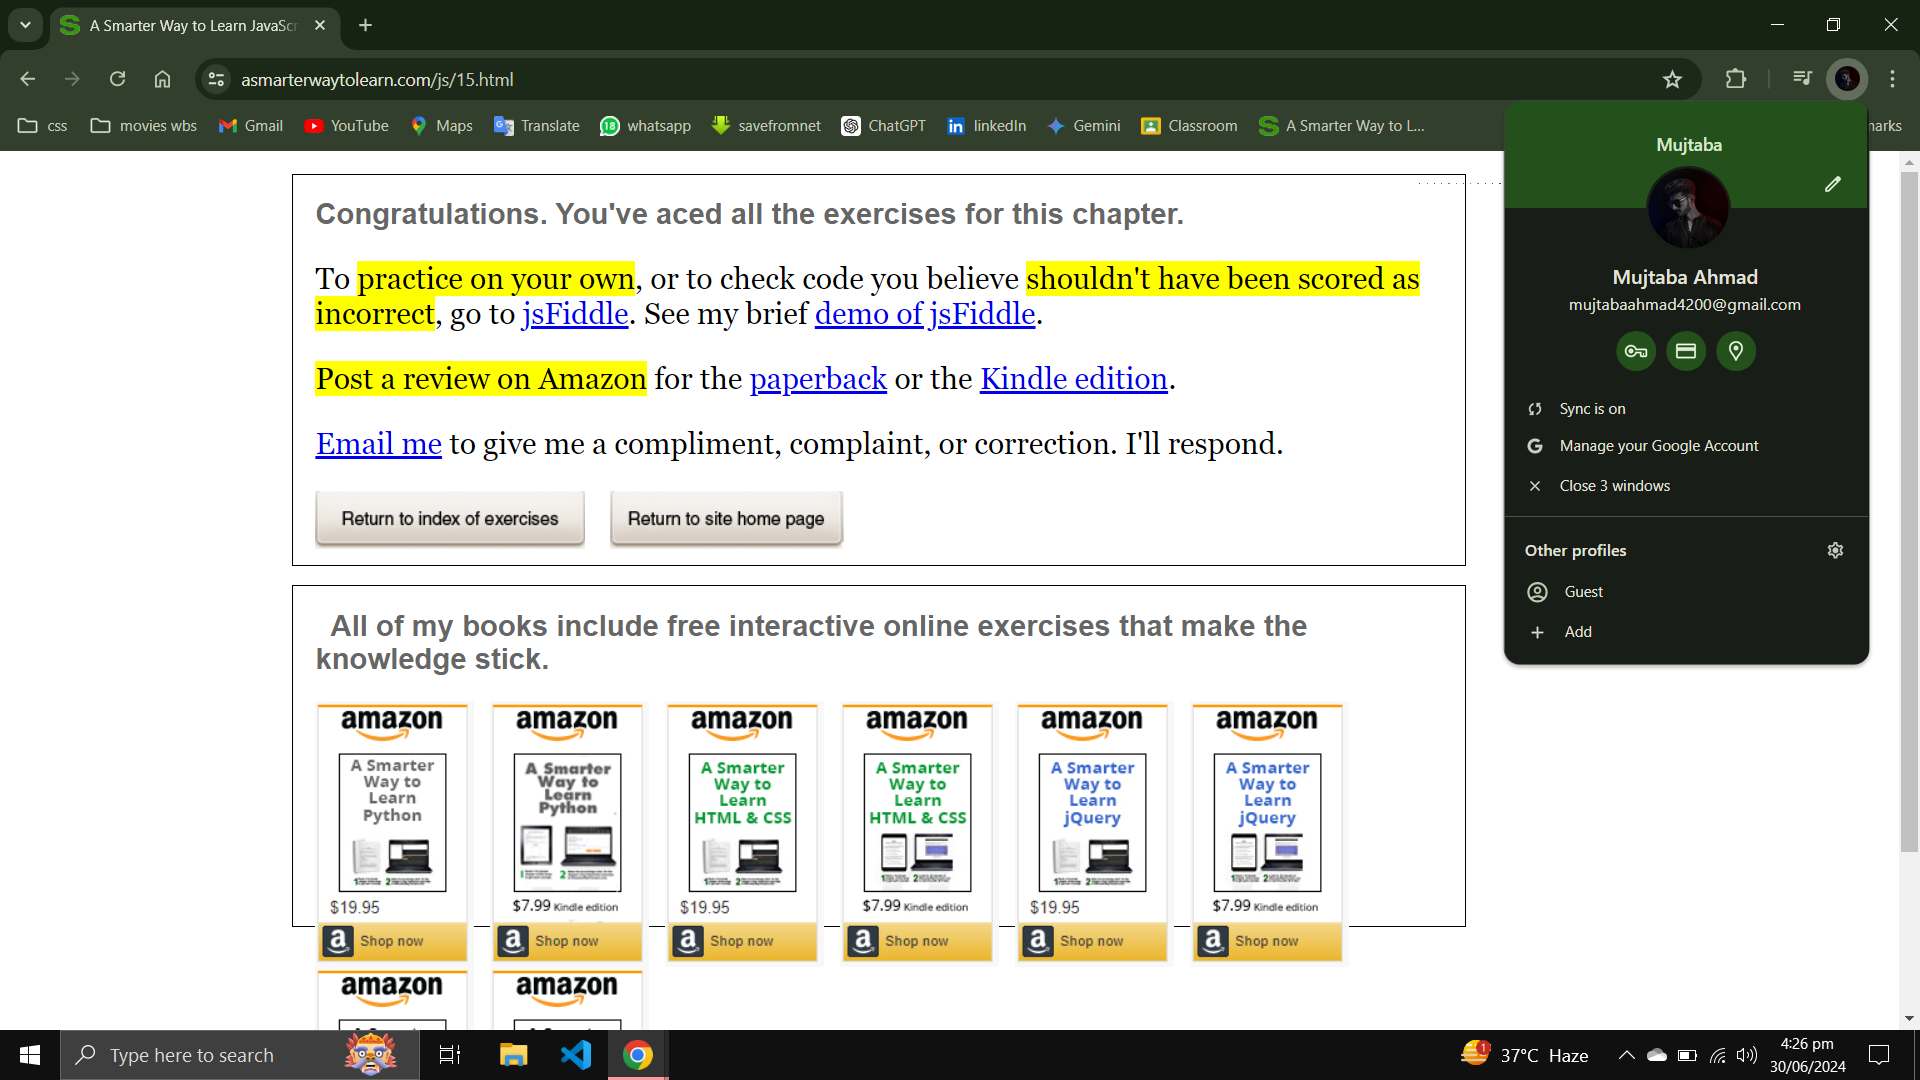 A Smarter Way to Learn JavaScr
asmarterwaytolearn.com/js/15.html
css
movies wbs
Gmail
YouTube
Maps
Translate
18
whatsapp
savefromnet
ChatGPT
linkedIn
Gemini
Classroom
A Smarter Way to L...
narks
Mujtaba
Mujtaba Ahmad
mujtabaahmad4200@gmail.com
Sync is on
Manage your Google Account
Close 3 windows
Other profiles
Guest
Add
Congratulations. You've aced all the exercises for this chapter.
To practice on your own, or to check code you believe shouldn't have been scored as
incorrect, go to jsFiddle. See my brief demo of jsFiddle.
Post a review on Amazon for the paperback or the Kindle edition.
Email me to give me a compliment, complaint, or correction. I'll respond.
Return to index of exercises
Return to site home page
All of my books include free interactive online exercises that make the
knowledge stick.
amazon
A Smarter
Way to
Learn
Python
$19.95
Shop now
amazon
A Smarter
Way to
Learn
Python
$7.99 Kindle edition
Shop now
amazon
A Smarter
Way to
Learn
HTML & CSS
$19.95
Shop now
amazon
A Smarter
Way to
Learn
HTML & CSS
$7.99 Kindle edition
Shop now
amazon
A Smarter
Way to
Learn
jQuery
$19.95
Shop now
amazon
A Smarter
Way to
Learn
jQuery
$7.99 Kindle edition
Shop now
amazon
amazon
Type here to search
1
37°C Haze
4:26 pm
30/06/2024